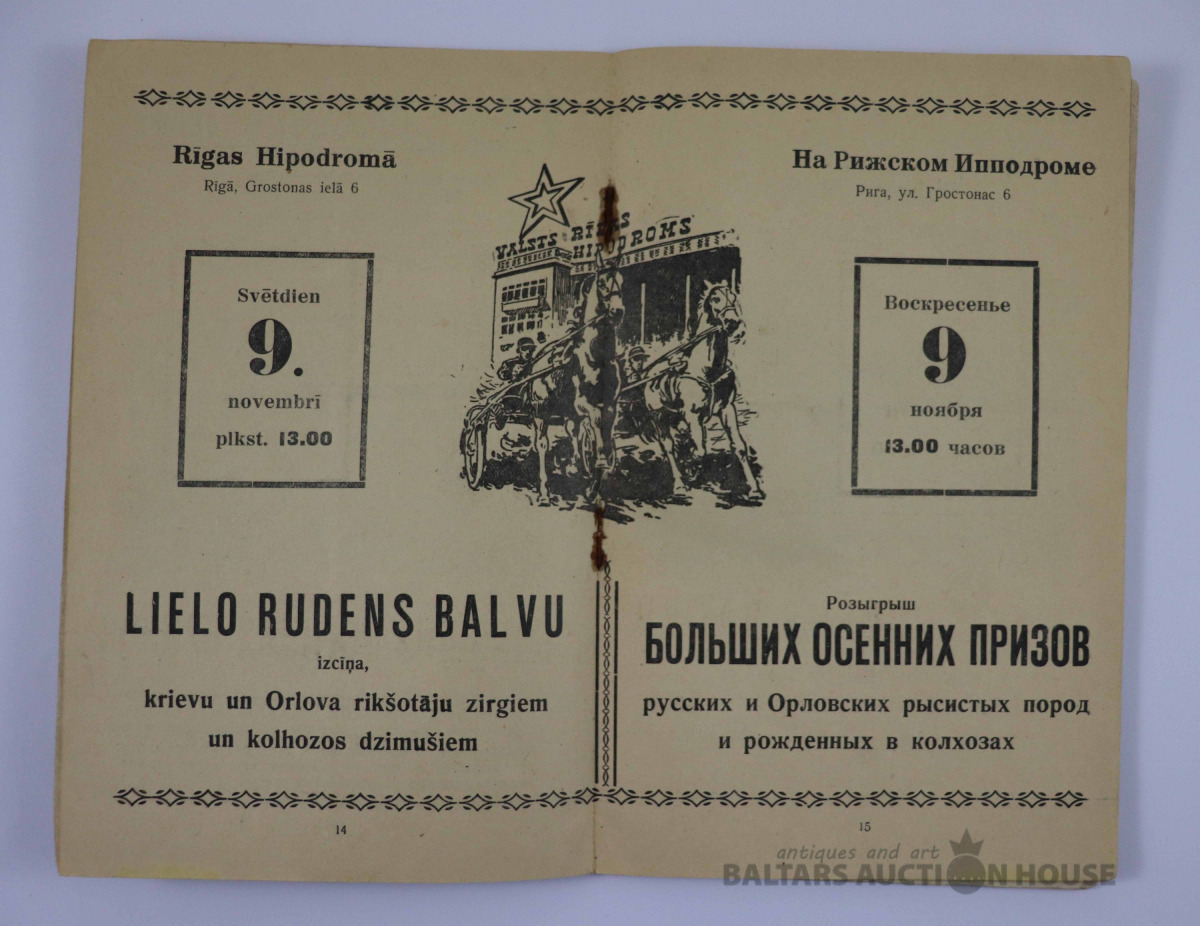 Rīgas Hipodromā
Rīgā, Grostonas ielā 6
Svētdien
9.
novembrī
plkst. 13.00
VALSTS RĪGAS
HIPODROMS
LIELO RUDENS BALVU
izcīņa,
krievu un Orlova rikšotāju zirgiem
un kolhozos dzimušiem
14
На Рижском Ипподроме
Рига, ул. Гростонас 6
Воскресенье
9
ноября
13.00 часов
Розыгрыш
БОЛЬШИХ ОСЕННИХ ПРИЗОВ
русских и Орловских рысистых пород
и рожденных в колхозах
15
antiques and art
BALTARS AUCTION HOUSE